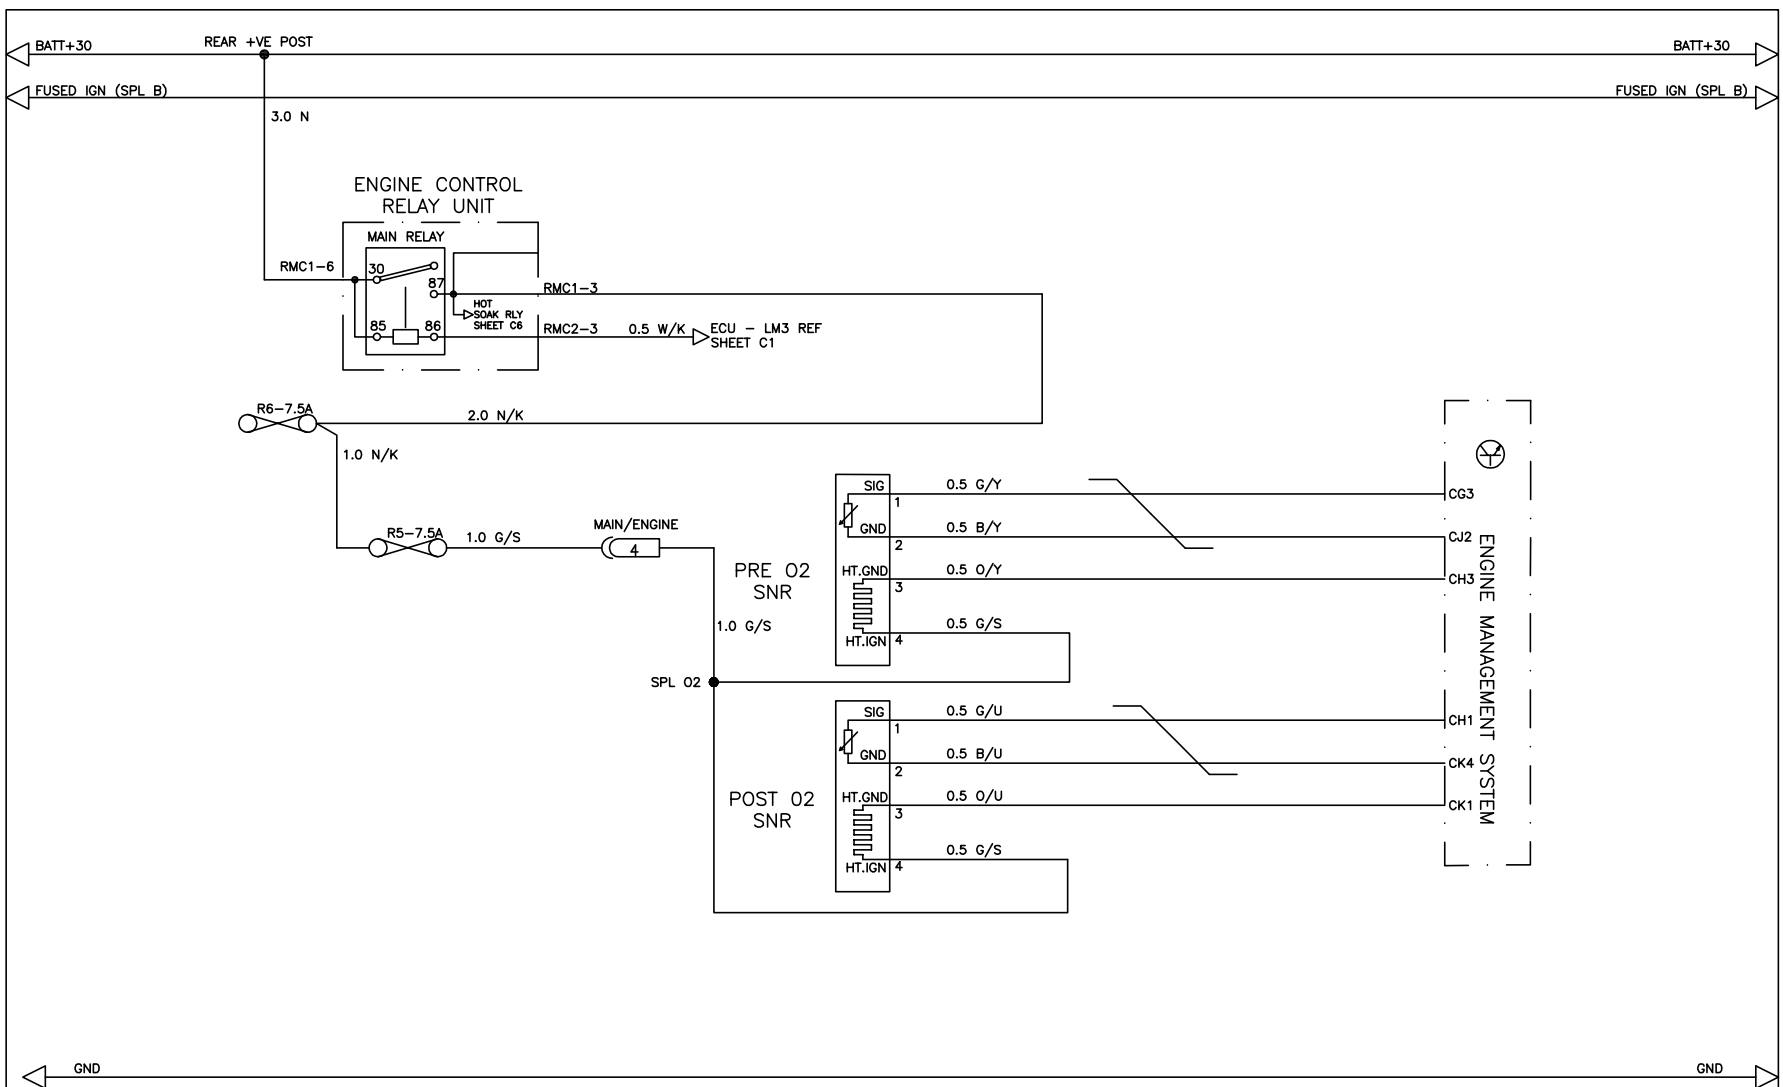 BATT+30
REAR +VE POST
BATT+30
FUSED IGN (SPL B)
FUSED IGN (SPL B)
3.0 N
ENGINE CONTROL
RELAY UNIT
MAIN RELAY
RMC1-6
30
87
RMC1-3
HOT
SOAK RLY
SHEET C6
85
86
RMC2-3
0.5 W/K
ECU - LM3 REF
SHEET C1
R6-7.5A
2.0 N/K
1.0 N/K
R5-7.5A
1.0 G/S
MAIN/ENGINE
4
PRE O2
SNR
SIG
1
0.5 G/Y
CG3
GND
2
0.5 B/Y
CJ2
HT.GND
3
0.5 O/Y
CH3
HT.IGN
4
0.5 G/S
1.0 G/S
SPL O2
POST O2
SNR
SIG
1
0.5 G/U
CH1
GND
2
0.5 B/U
CK4
HT.GND
3
0.5 O/U
CK1
HT.IGN
4
0.5 G/S
ENGINE MANAGEMENT SYSTEM
GND
GND